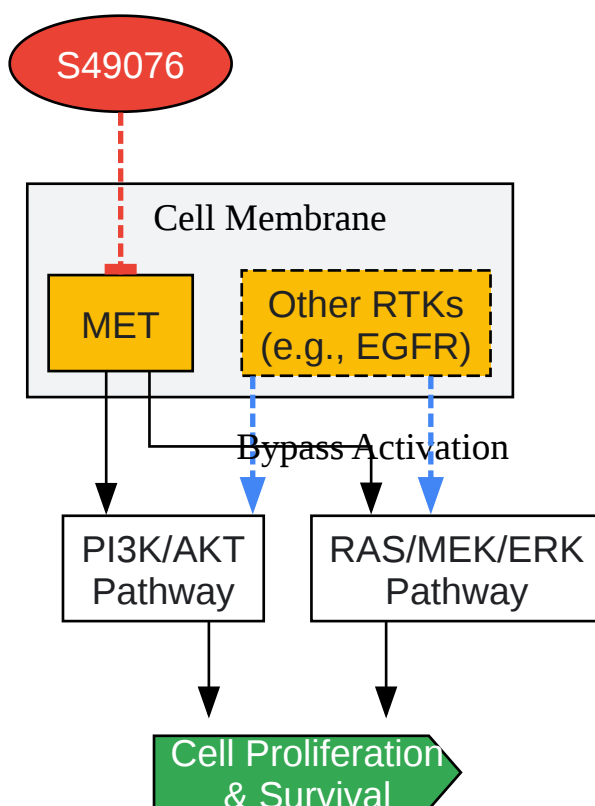 S49076
Cell Membrane
MET
Other RTKs
(e.g., EGFR)
Bypass Activation
PI3K/AKT
Pathway
RAS/MEK/ERK
Pathway
Cell Proliferation
& Survival